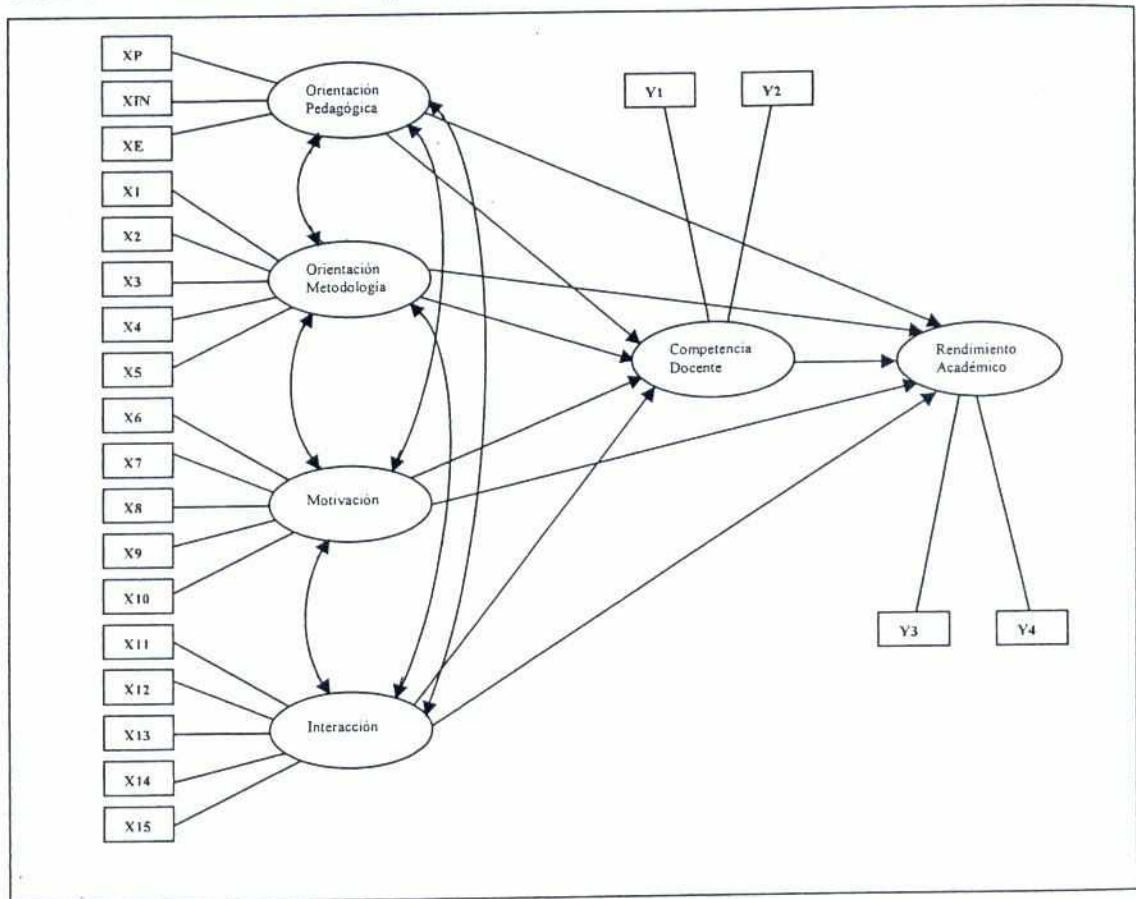 XP
XIN
XE
X1
X2
X3
X4
X5
X6
X7
X8
X9
X10
X11
X12
X13
X14
X15
Orientación
Pedagógica
Orientación
Metodología
Motivación
Interacción
Y1
Y2
Competencia
Docente
Rendimiento
Académico
Y3
Y4